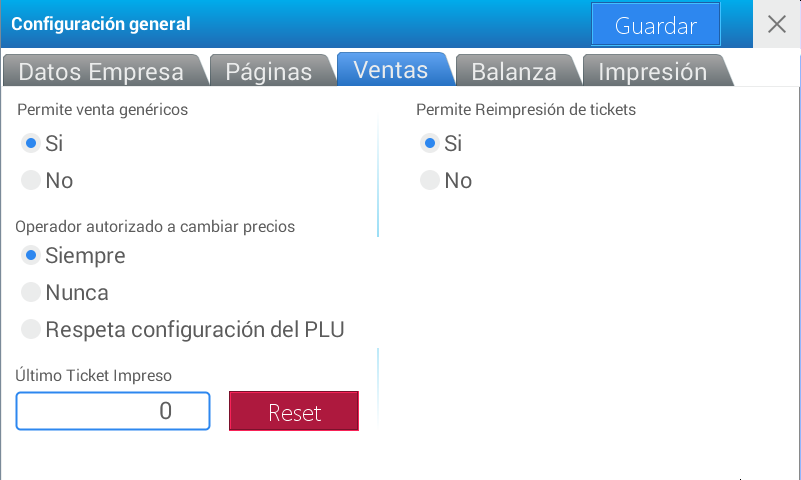 Configuración general
Guardar
Datos Empresa
Páginas
Ventas
Balanza
Impresión
Permite venta genéricos
Si
No
Operador autorizado a cambiar precios
Siempre
Nunca
Respeta configuración del PLU
Último Ticket Impreso
0
Reset
Permite Reimpresión de tickets
Si
No